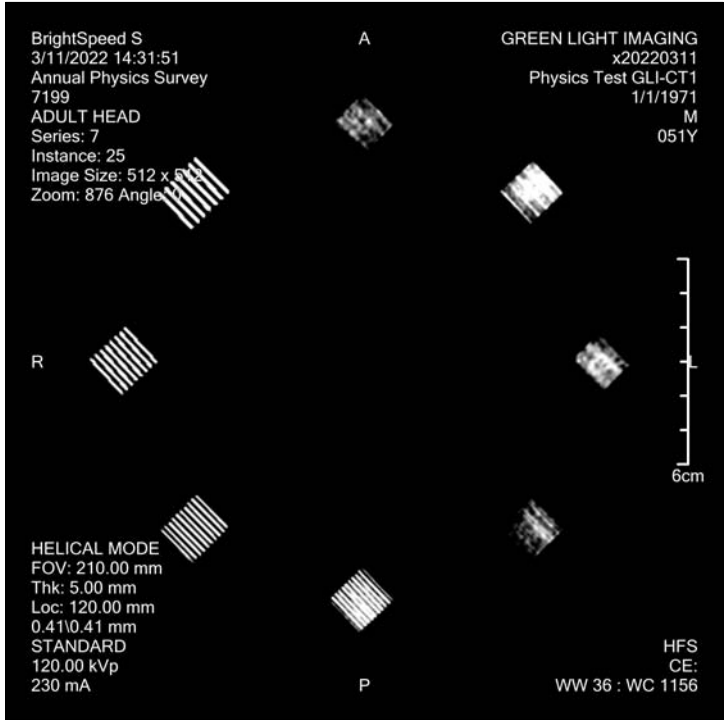 BrightSpeed S
3/11/2022 14:31:51
Annual Physics Survey
7199
ADULT HEAD
Series: 7
Instance: 25
Image Size: 512 x 512
Zoom: 876 Angle: 0
A
GREEN LIGHT IMAGING
x20220311
Physics Test GLI-CT1
1/1/1971
M
051Y
R
L
6cm
HELICAL MODE
FOV: 210.00 mm
Thk: 5.00 mm
Loc: 120.00 mm
0.41\0.41 mm
STANDARD
120.00 kVp
230 mA
P
HFS
CE:
WW 36 : WC 1156